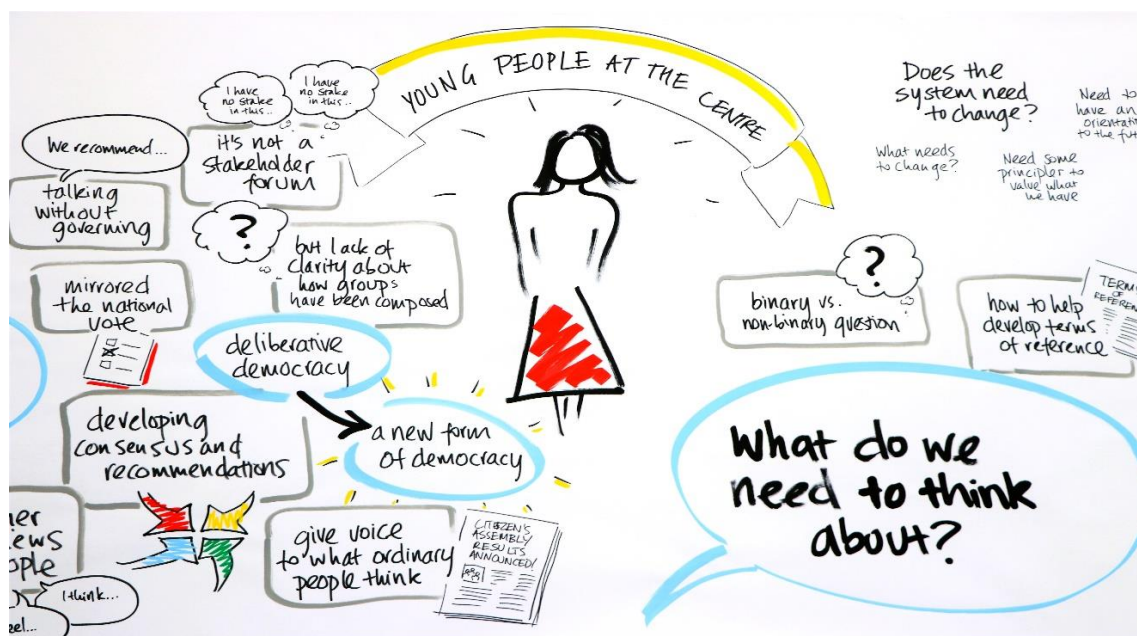 YOUNG PEOPLE AT THE CENTRE
I have
no stake
in this..
I have
no stake
in this..
We recommend...
it's not a
stakeholder
forum
talking
without
governing
?
but lack of
clarity about
how groups
have been composed
mirrored
the national
vote
deliberative
democracy
developing
consensus and
recommendations
a new form
of democracy
give voice
to what ordinary
people think
CITIZEN'S
ASSEMBLY
RESULTS
ANNOUNCED!
I think...
Does the
system need
to change?
What needs
to change?
Need some
principles to
value what
we have
Need to
have an
to the
?
binary vs.
non-binary question
how to help
develop terms
of reference
TERMS
OF
What do we
need to think
about?